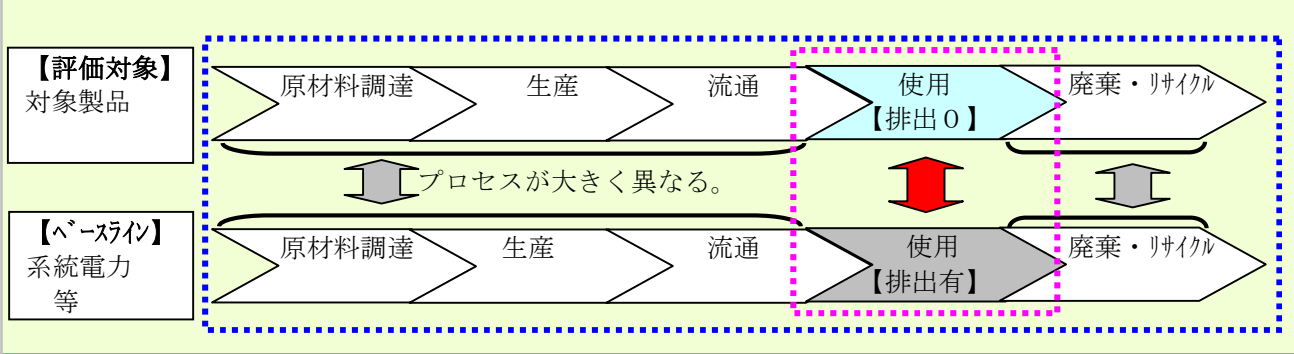 【評価対象】
対象製品
原材料調達
生産
流通
使用
【排出０】
廃棄・ﾘｻｲｸﾙ
プロセスが大きく異なる。
【ﾍﾞｰｽﾗｲﾝ】
系統電力
等
原材料調達
生産
流通
使用
【排出有】
廃棄・ﾘｻｲｸﾙ